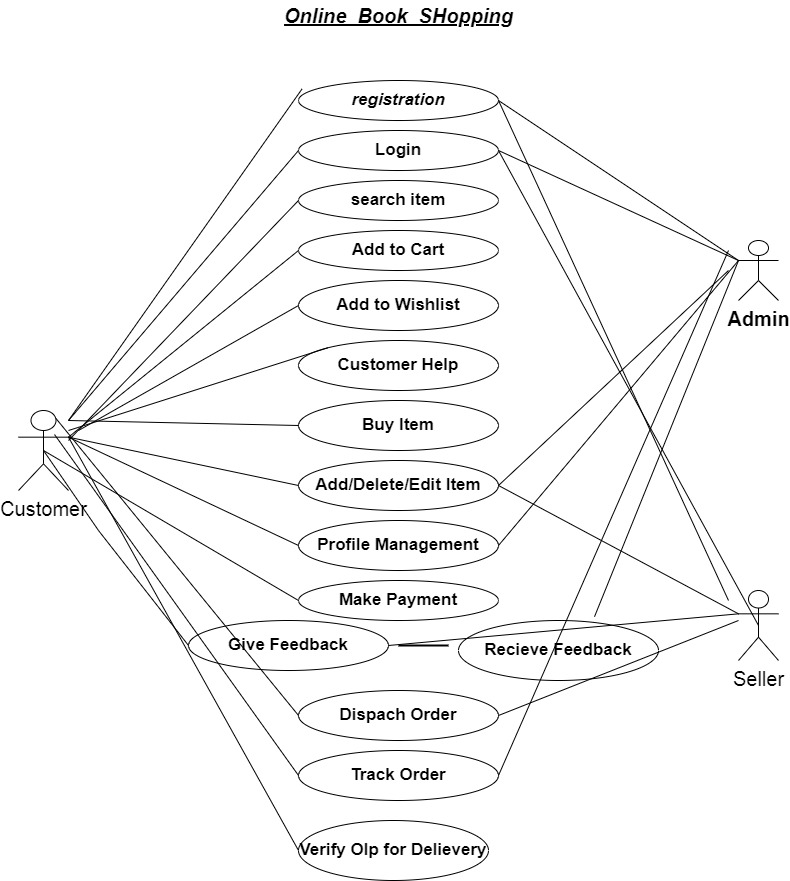 Online Book SHopping
registration
Login
search item
Add to Cart
Add to Wishlist
Admin
Customer Help
Buy Item
Add/Delete/Edit Item
Customer
Profile Management
Make Payment
Give Feedback
Recieve Feedback
Seller
Dispach Order
Track Order
Verify Olp for Delievery